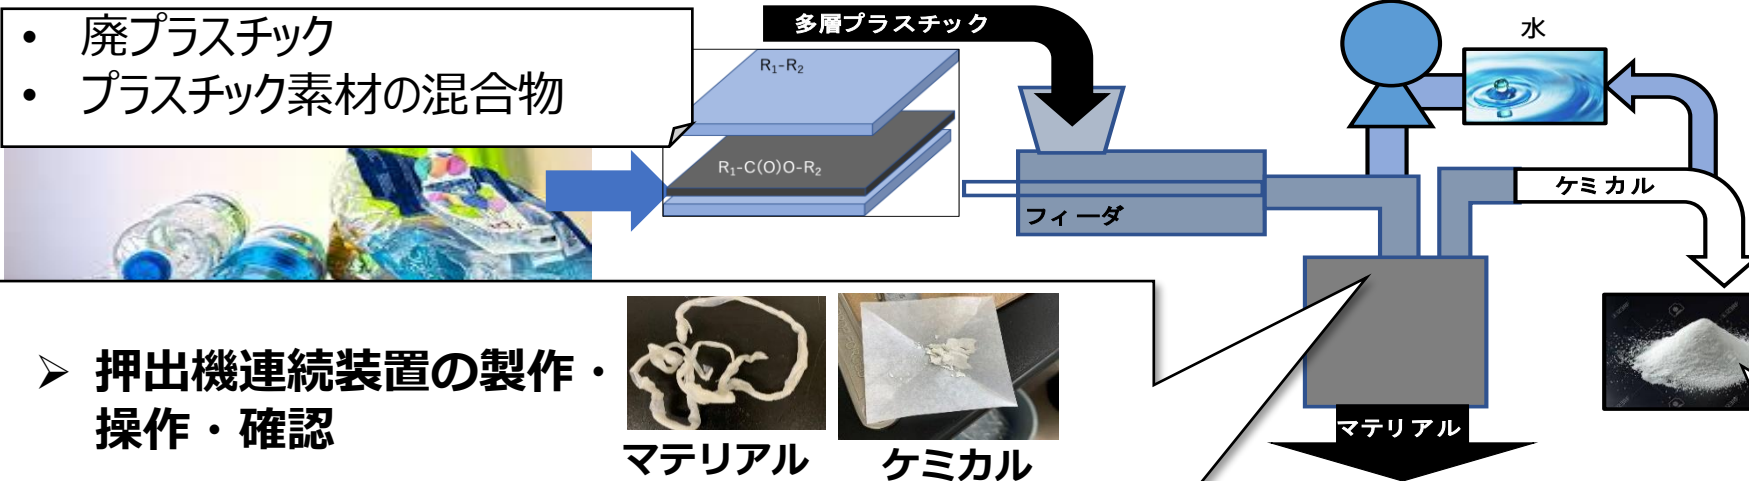 • 廃プラスチック
• プラスチック素材の混合物
多層プラスチック
R₁-R₂
R₁-C(O)O-R₂
フィーダ
水
ケミカル
➢ 押出機連続装置の製作・
操作・確認
マテリアル
ケミカル
マテリアル